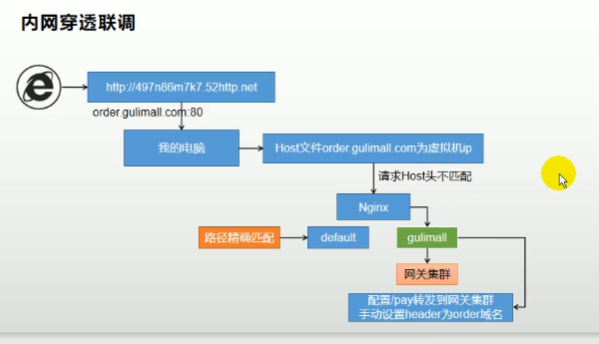 内网穿透联调
http://497n86m7k7.52http.net
order.gulimall.com:80
我的电脑
Host文件order.gulimall.com为虚拟机ip
请求Host头不匹配
Nginx
路径精确匹配
default
gulimall
网关集群
配置/pay转发到网关集群
手动设置header为order域名